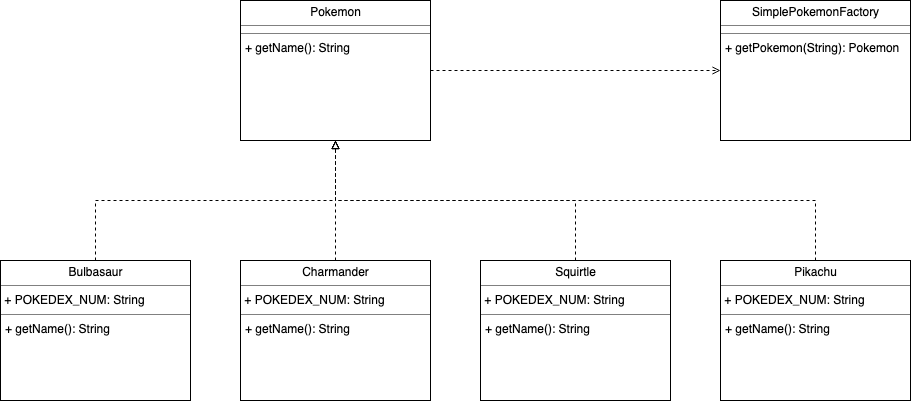 Pokemon
+ getName(): String
SimplePokemonFactory
+ getPokemon(String): Pokemon
Bulbasaur
+ POKEDEX_NUM: String
+ getName(): String
Charmander
+ POKEDEX_NUM: String
+ getName(): String
Squirtle
+ POKEDEX_NUM: String
+ getName(): String
Pikachu
+ POKEDEX_NUM: String
+ getName(): String